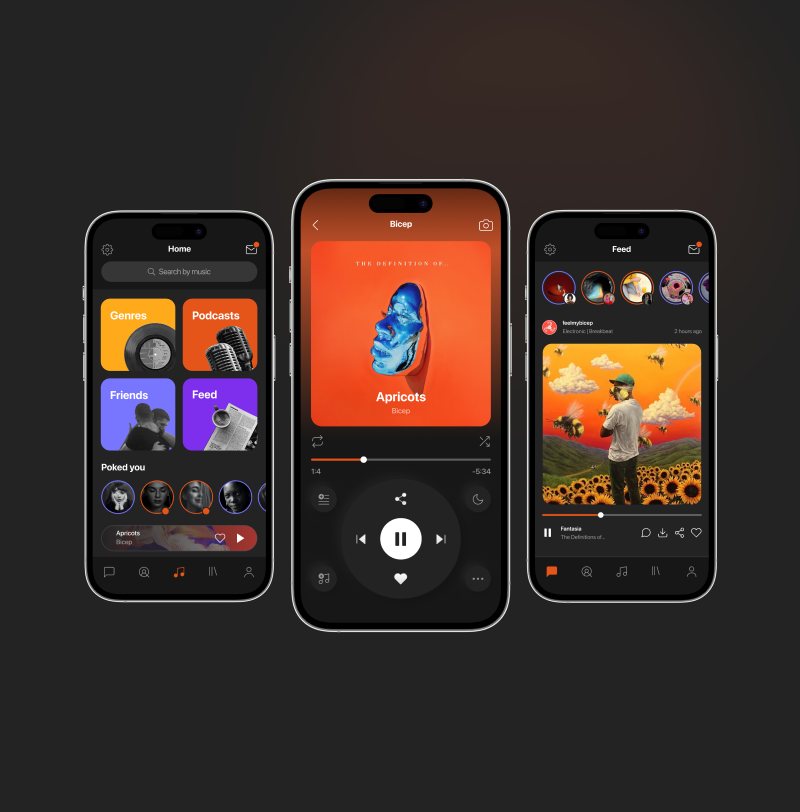 Home
Search by music
Genres
Podcasts
Friends
Feed
Poked you
Apricots
Bicep
Bicep
THE DEFINITION OF..
Apricots
Bicep
1:4
-5:34
Feed
feelmybicep
Electronic | Breakbeat
2 hours ago
Fantasia
The Definitions of..